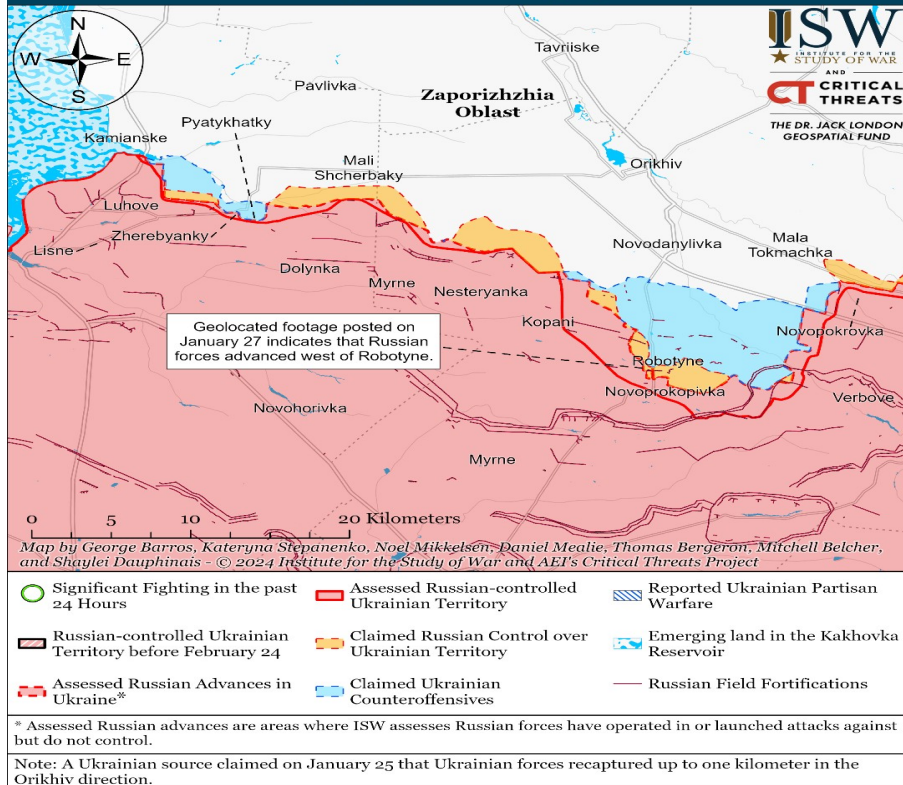 N
W E
S
ISW
INSTITUTE FOR THE
STUDY OF WAR
AND
CT CRITICAL
THREATS
THE DR. JACK LONDON
GEOSPATIAL FUND
Tavriiske
Pavlivka
Zaporizhzhia
Oblast
Pyatykhatky
Kamianske
Mali
Shcherbaky
Orikhiv
Luhove
Zherebyanky
Lisne
Novodanylivka
Mala
Tokmachka
Dolynka
Myrne
Nesteryanka
Kopani
Novopokrovka
Geolocated footage posted on
January 27 indicates that Russian
forces advanced west of Robotyne.
Robotyne
Novoprokopivka
Verbove
Novohorivka
Myrne
0 5 10 20 Kilometers
Map by George Barros, Kateryna Stepanenko, Noel Mikkelsen, Daniel Mealie, Thomas Bergeron, Mitchell Belcher,
and Shaylei Dauphinais - © 2024 Institute for the Study of War and AEI's Critical Threats Project
Significant Fighting in the past
24 Hours
Assessed Russian-controlled
Ukrainian Territory
Reported Ukrainian Partisan
Warfare
Russian-controlled Ukrainian
Territory before February 24
Claimed Russian Control over
Ukrainian Territory
Emerging land in the Kakhovka
Reservoir
Assessed Russian Advances in
Ukraine*
Claimed Ukrainian
Counteroffensives
Russian Field Fortifications
* Assessed Russian advances are areas where ISW assesses Russian forces have operated in or launched attacks against
but do not control.
Note: A Ukrainian source claimed on January 25 that Ukrainian forces recaptured up to one kilometer in the
Orikhiv direction.